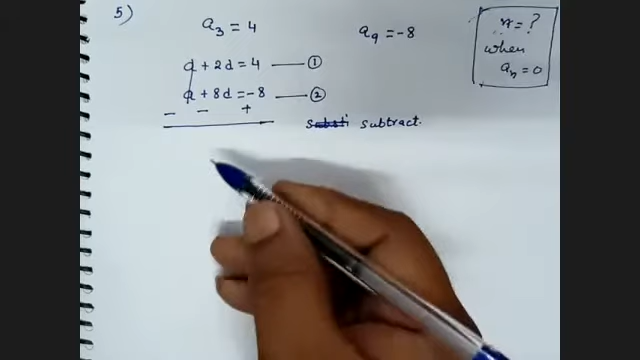 5)
a₃ = 4
a₉ = -8
n = ?
when
aₙ = 0
a + 2d = 4 —— ①
a + 8d = -8 —— ②
- - +
subtract.